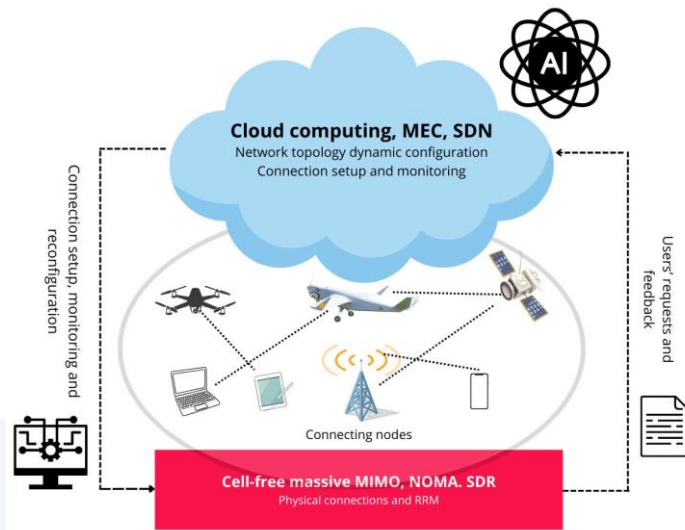 AI
Cloud computing, MEC, SDN
Network topology dynamic configuration
Connection setup and monitoring
Connection setup, monitoring and
reconfiguration
Users' requests and
feedback
Connecting nodes
Cell-free massive MIMO, NOMA. SDR
Physical connections and RRM